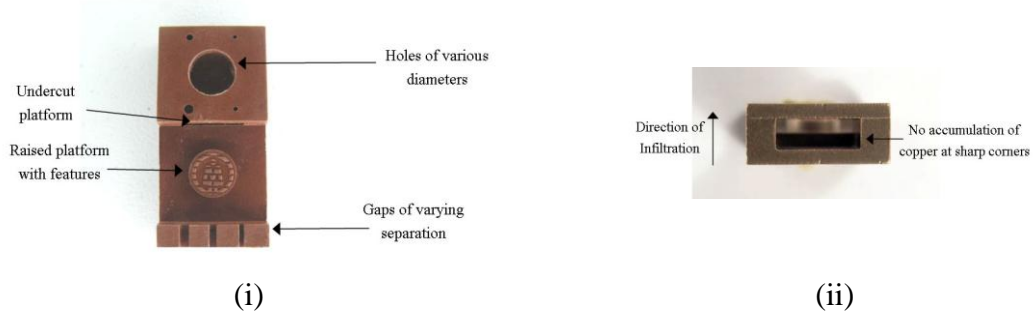 Holes of various
diameters
Undercut
platform
Raised platform
with features
Gaps of varying
separation
(i)
Direction of
Infiltration
No accumulation of
copper at sharp corners
(ii)